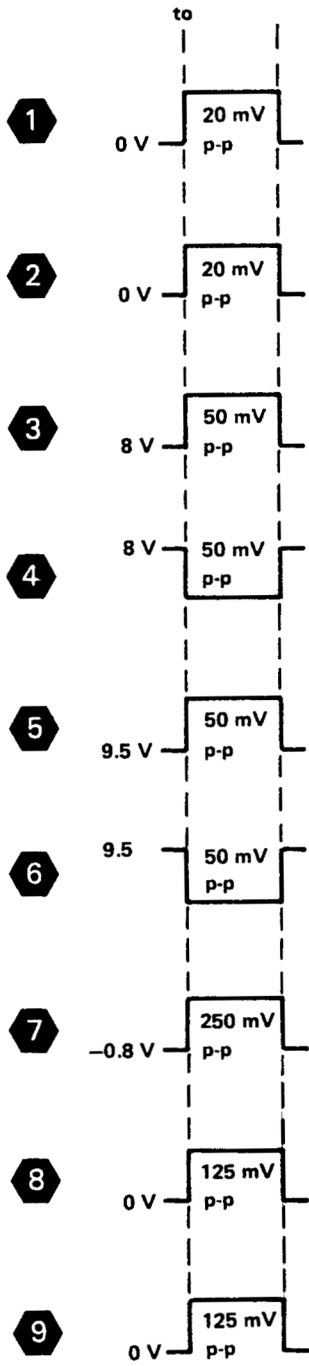 to
1
20 mV
0 V
p-p
2
20 mV
0 V
p-p
3
50 mV
8 V
p-p
8 V
50 mV
4
p-p
5
50 mV
9.5 V
p-p
9.5
50 mV
6
p-p
7
250 mV
−0.8 V
p-p
8
125 mV
0 V
p-p
9
125 mV
0 V
p-p